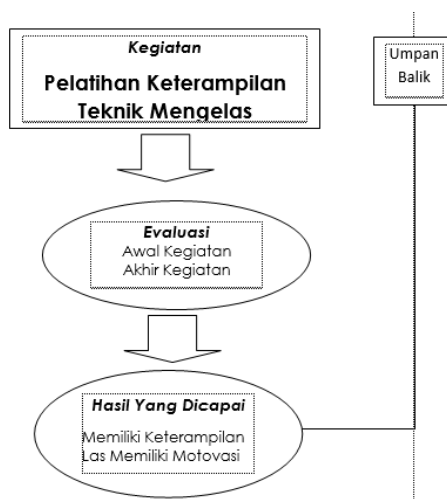 Kegiatan
Pelatihan Keterampilan
Teknik Mengelas
Umpan
Balik
Evaluasi
Awal Kegiatan
Akhir Kegiatan
Hasil Yang Dicapai
Memiliki Keterampilan
Las Memiliki Motovasi